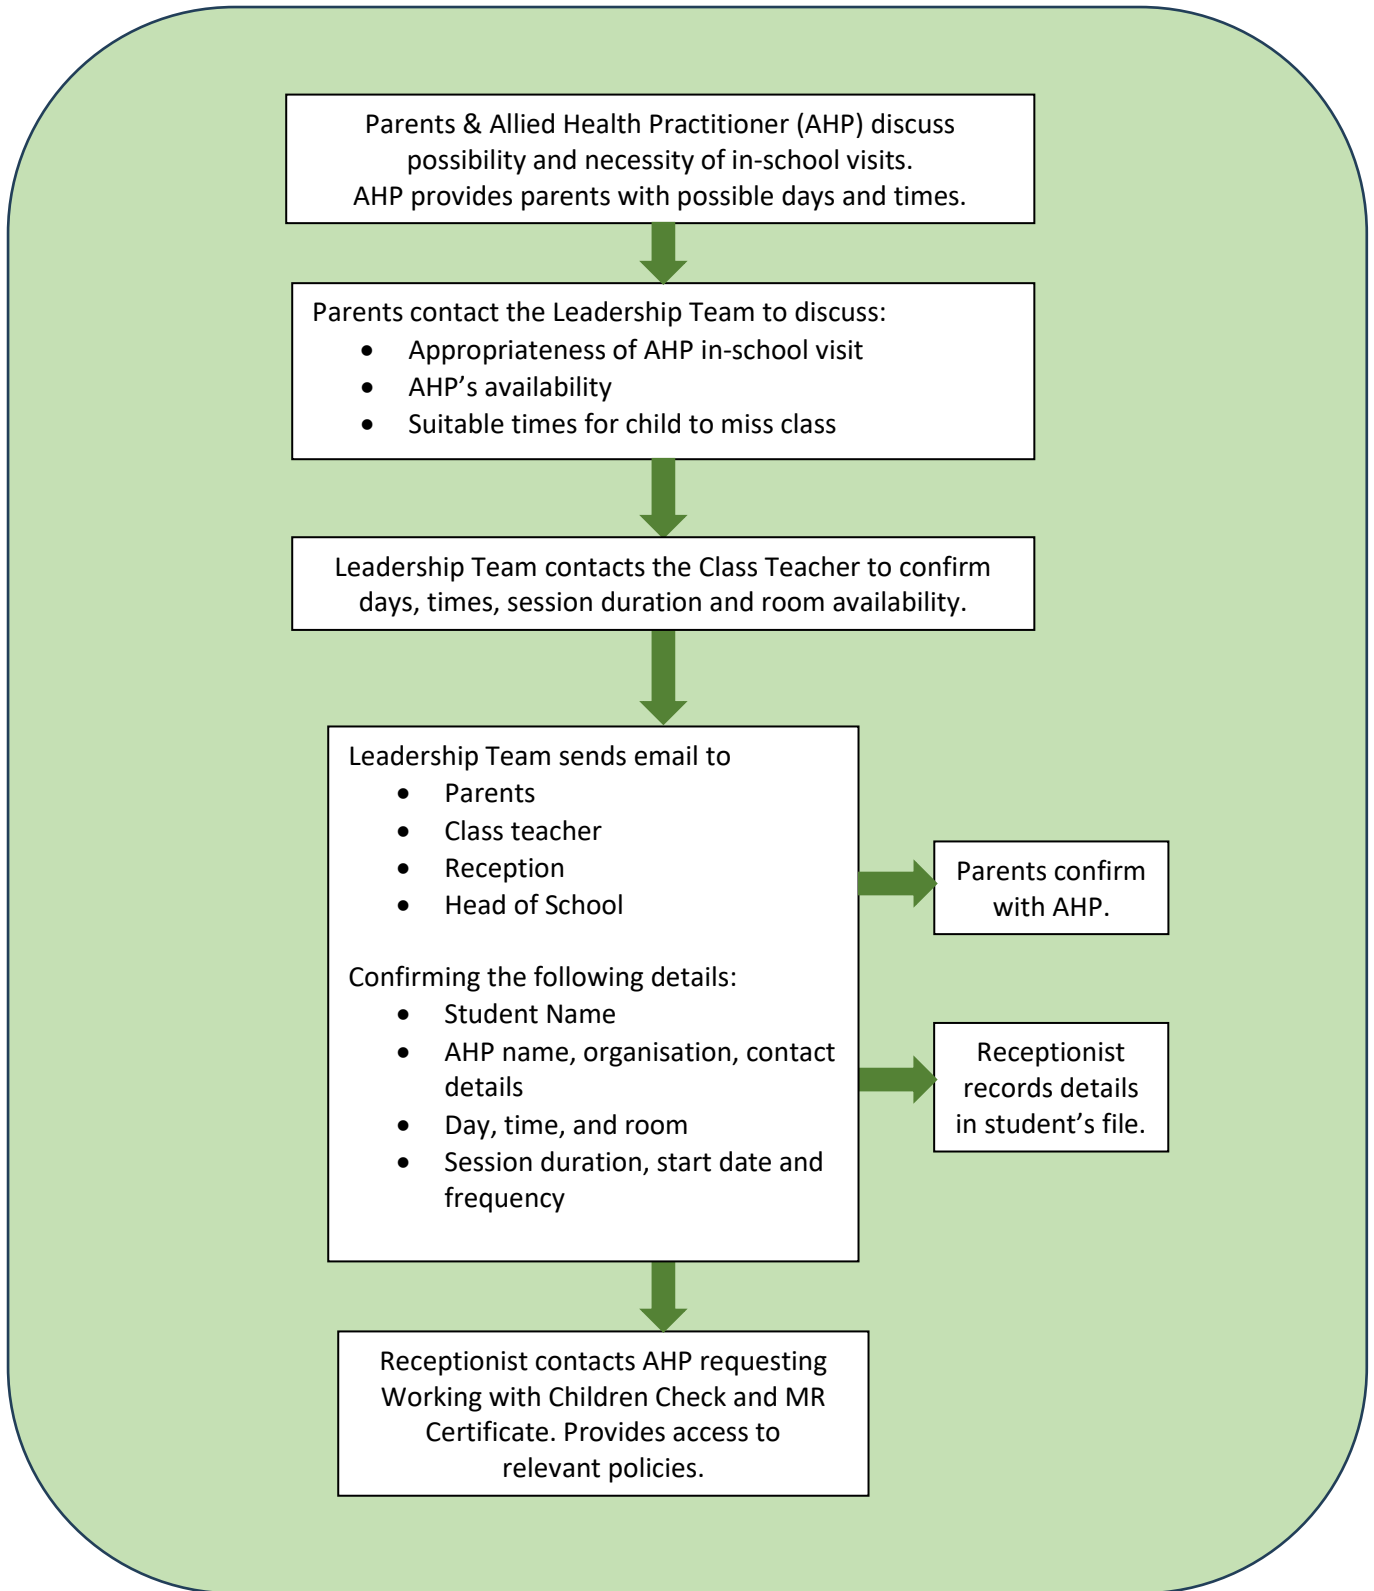 Parents & Allied Health Practitioner (AHP) discuss
possibility and necessity of in-school visits.
AHP provides parents with possible days and times.
Parents contact the Leadership Team to discuss:
• Appropriateness of AHP in-school visit
• AHP’s availability
• Suitable times for child to miss class
Leadership Team contacts the Class Teacher to confirm
days, times, session duration and room availability.
Leadership Team sends email to
• Parents
• Class teacher
• Reception
• Head of School
Confirming the following details:
• Student Name
• AHP name, organisation, contact
details
• Day, time, and room
• Session duration, start date and
frequency
Parents confirm
with AHP.
Receptionist
records details
in student’s file.
Receptionist contacts AHP requesting
Working with Children Check and MR
Certificate. Provides access to
relevant policies.